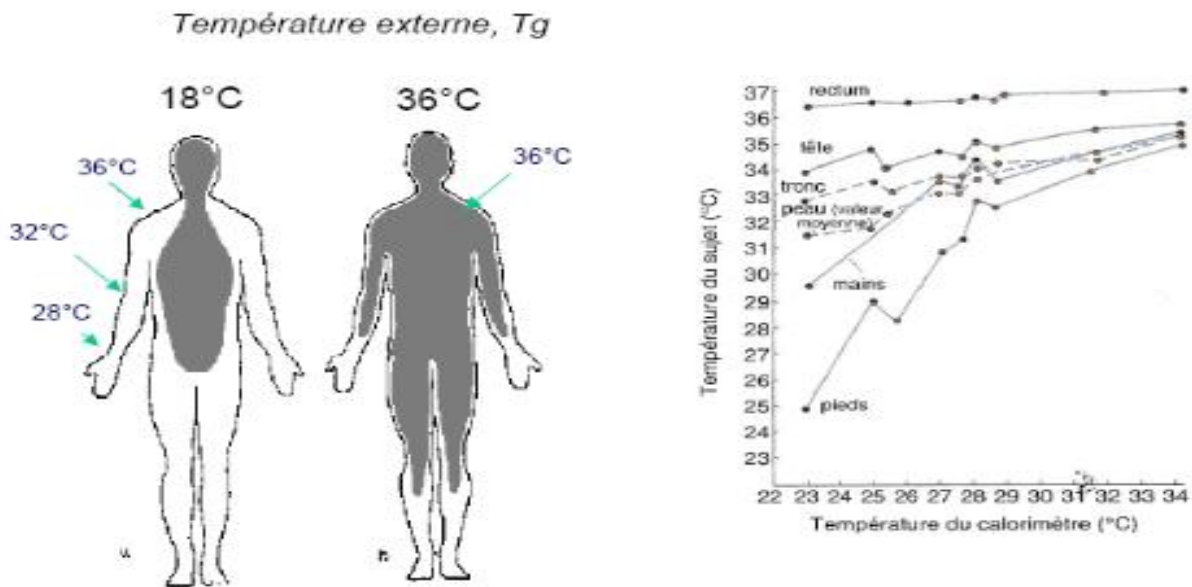 Température externe, Tg
18°C
36°C
36°C
32°C
28°C
36°C
Température du sujet (°C)
37
36
35
34
33
32
31
30
29
28
27
26
25
24
23
rectum
tête
tronc
peau (valeur
moyenne)
mains
pieds
22 23 24 25 26 27 28 29 30 31 32 33 34
Température du calorimètre (°C)